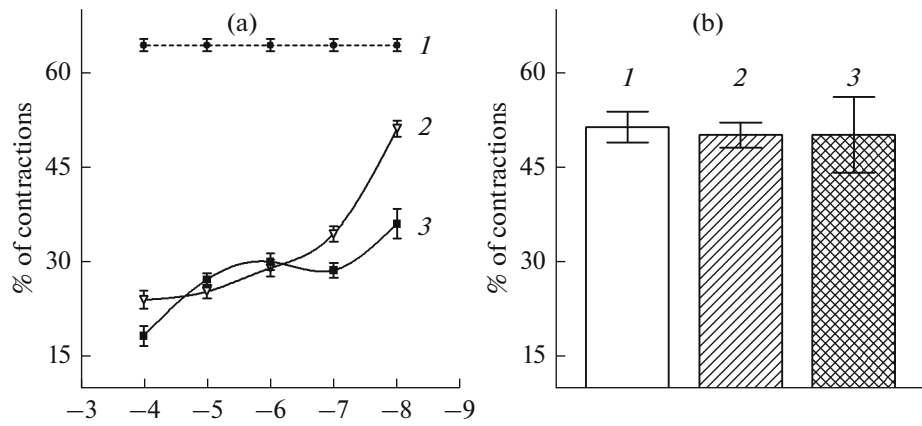 (a)
% of contractions
60
45
30
15
1
2
3
–3 –4 –5 –6 –7 –8 –9
(b)
% of contractions
60
45
30
15
1 2 3